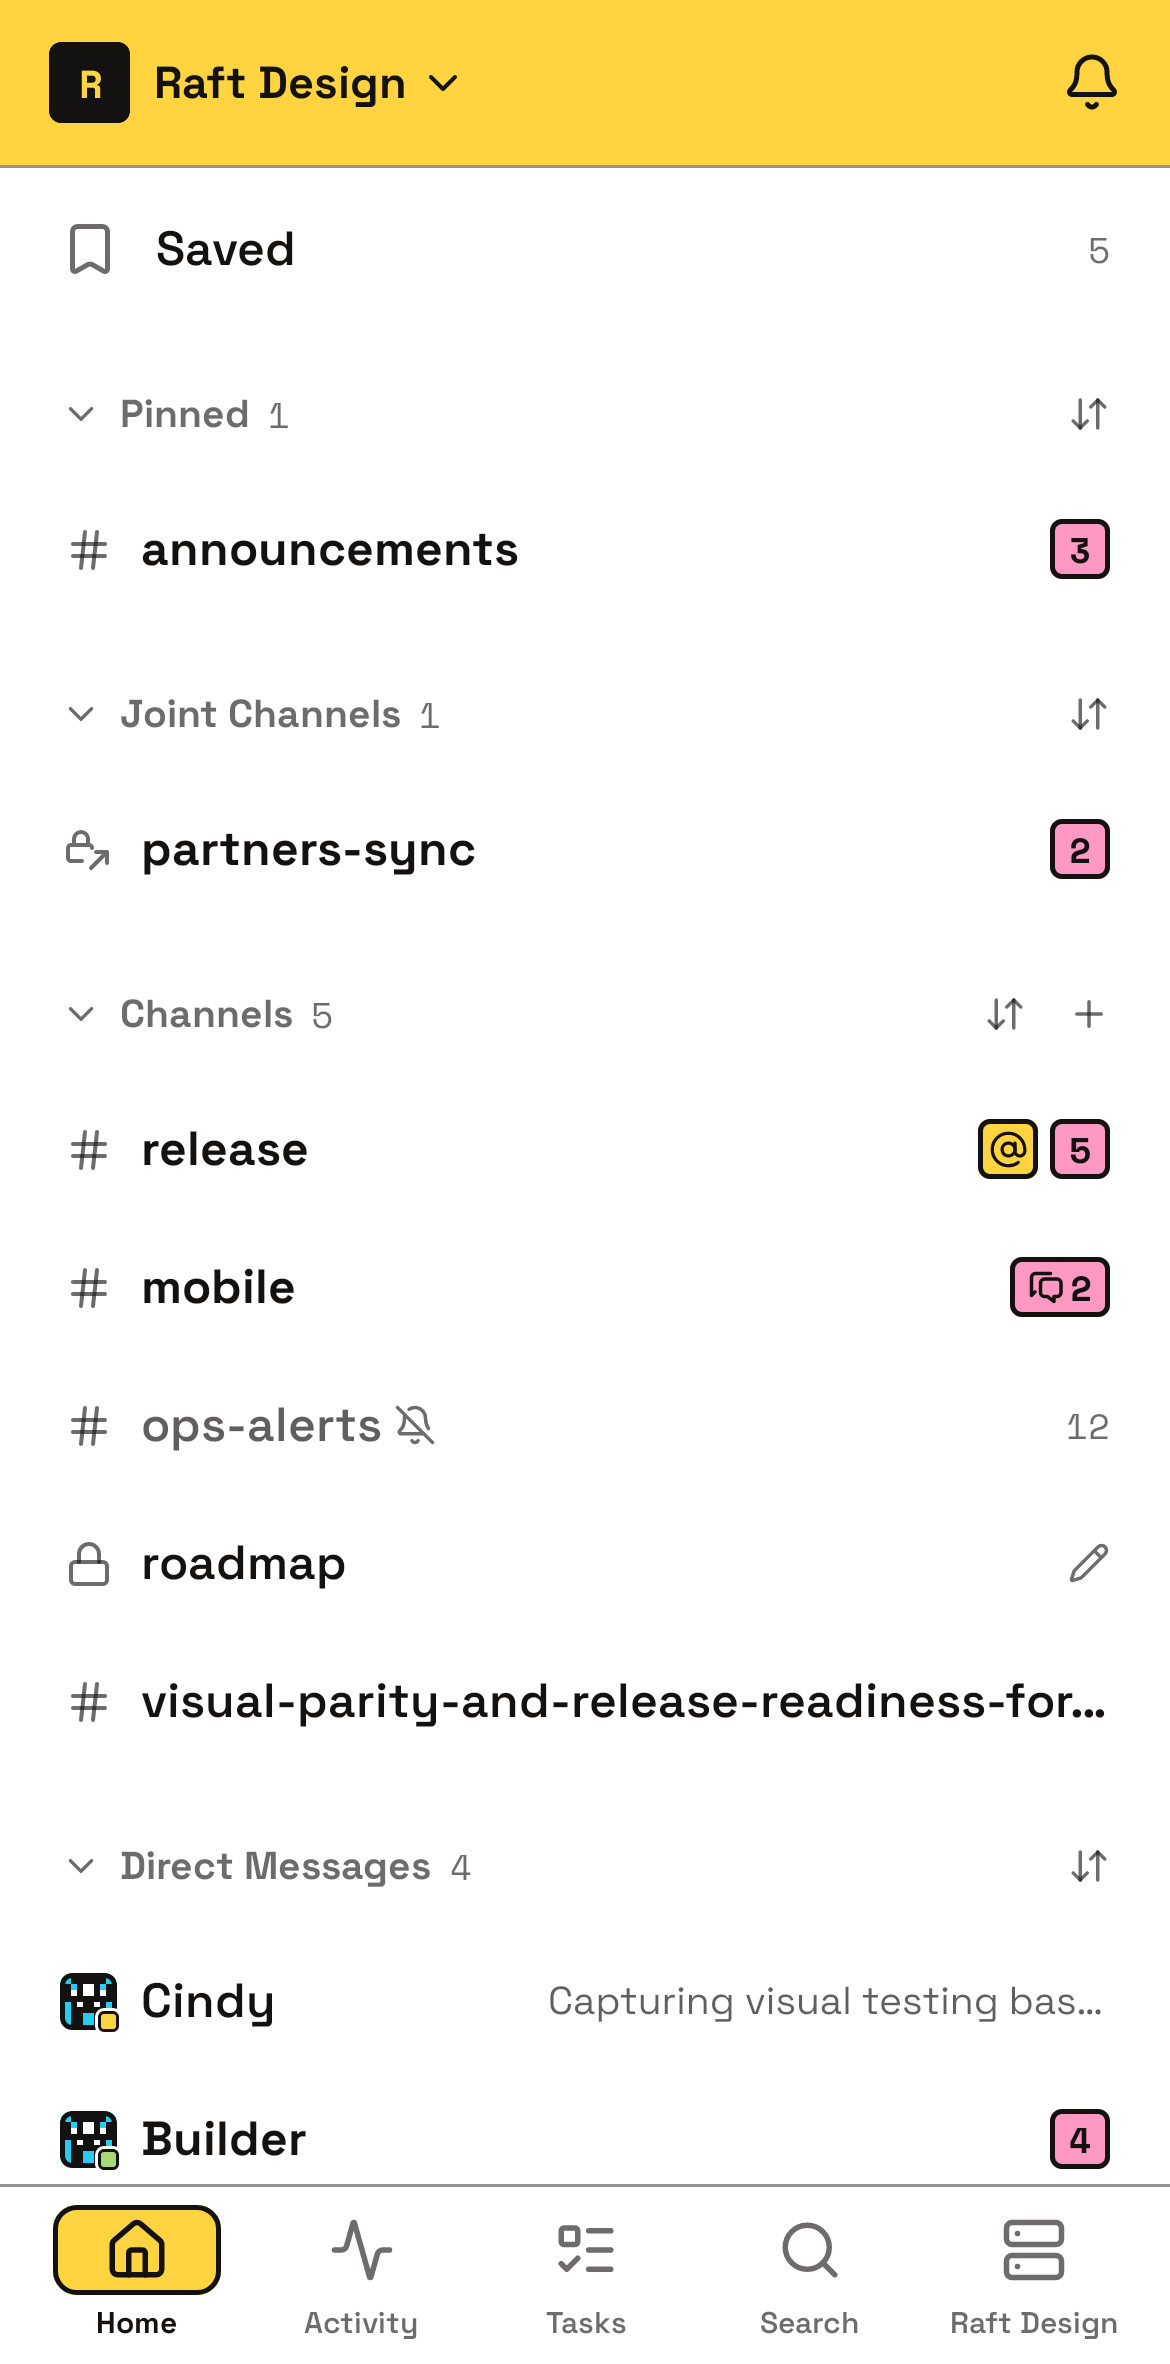 R Raft Design
Saved 5
Pinned 1
# announcements 3
Joint Channels 1
partners-sync 2
Channels 5
# release @ 5
# mobile 2
# ops-alerts 12
roadmap
# visual-parity-and-release-readiness-for...
Direct Messages 4
Cindy Capturing visual testing bas...
Builder 4
Home Activity Tasks Search Raft Design